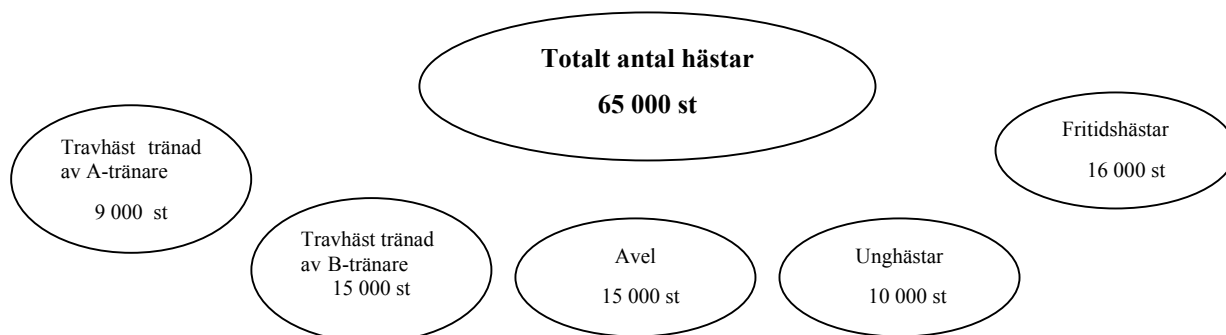 Totalt antal hästar
65 000 st
Travhäst tränad
av A-tränare
9 000 st
Travhäst tränad
av B-tränare
15 000 st
Avel
15 000 st
Unghästar
10 000 st
Fritidshästar
16 000 st